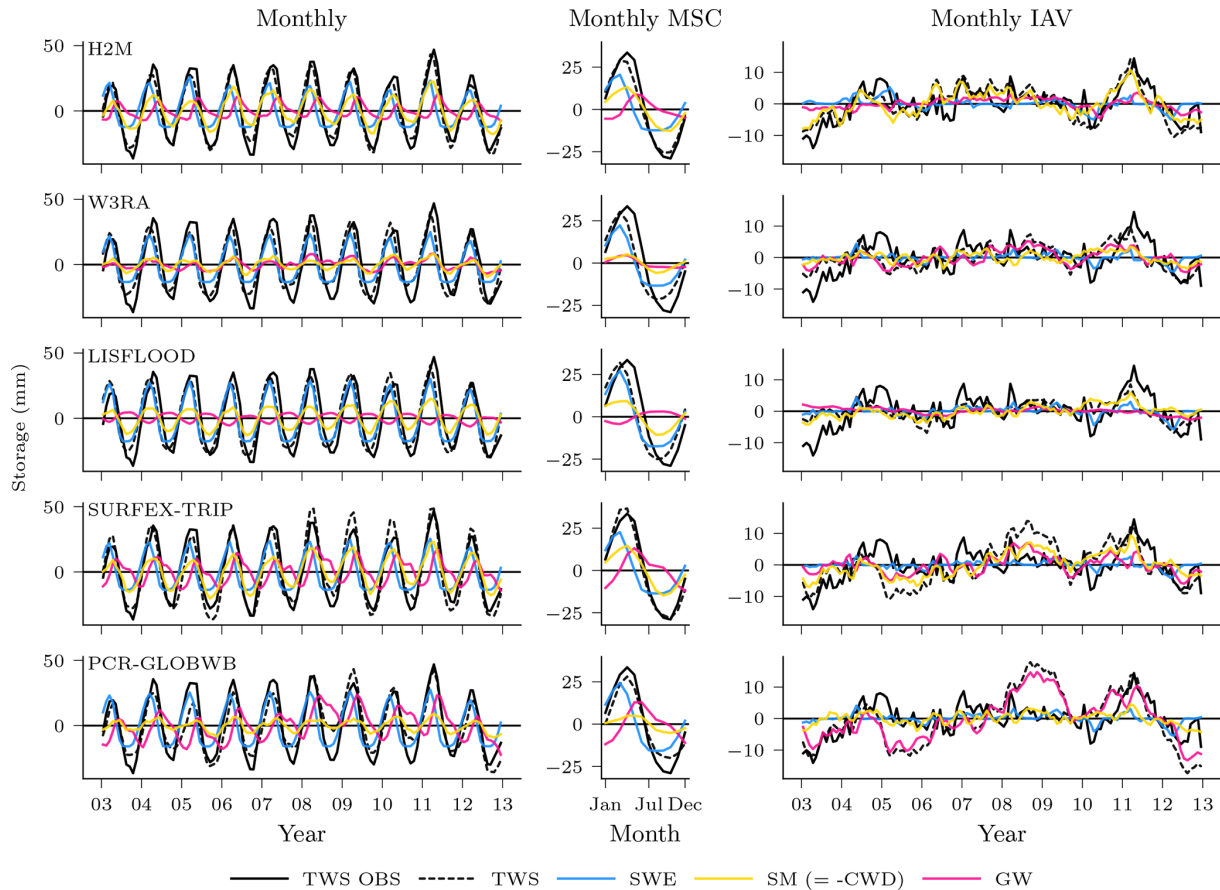 Monthly
Monthly MSC
Monthly IAV
H2M
50
0
25
0
−25
10
0
−10
W3RA
50
0
25
0
−25
10
0
−10
Storage (mm)
LISFLOOD
50
0
25
0
−25
10
0
−10
SURFEX-TRIP
50
0
25
0
−25
10
0
−10
PCR-GLOBWB
50
0
25
0
−25
10
0
−10
03 04 05 06 07 08 09 10 11 12 13
Jan Jul Dec
03 04 05 06 07 08 09 10 11 12 13
Year
Month
Year
TWS OBS TWS SWE SM (= -CWD) GW